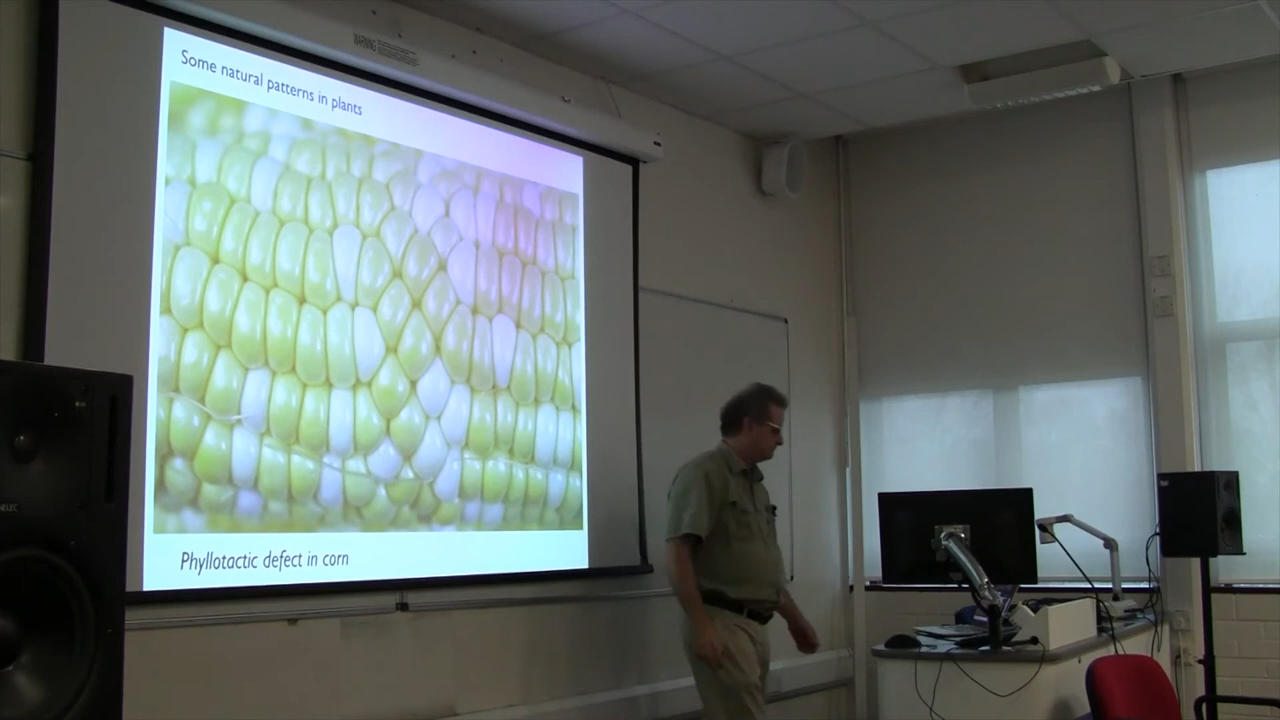 WARNING
Some natural patterns in plants
Phyllotactic defect in corn